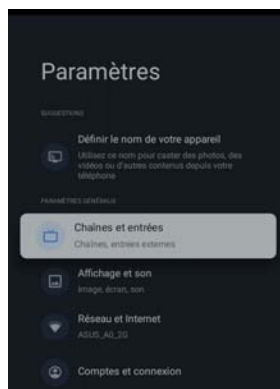 Paramètres
SUGGESTIONS
Définir le nom de votre appareil
Utilisez ce nom pour caster des photos, des
vidéos ou d'autres contenus depuis votre
téléphone
PARAMÈTRES GÉNÉRAUX
Chaînes et entrées
Chaînes, entrées externes
Affichage et son
Image, écran, son
Réseau et Internet
ASUS_A0_2G
Comptes et connexion